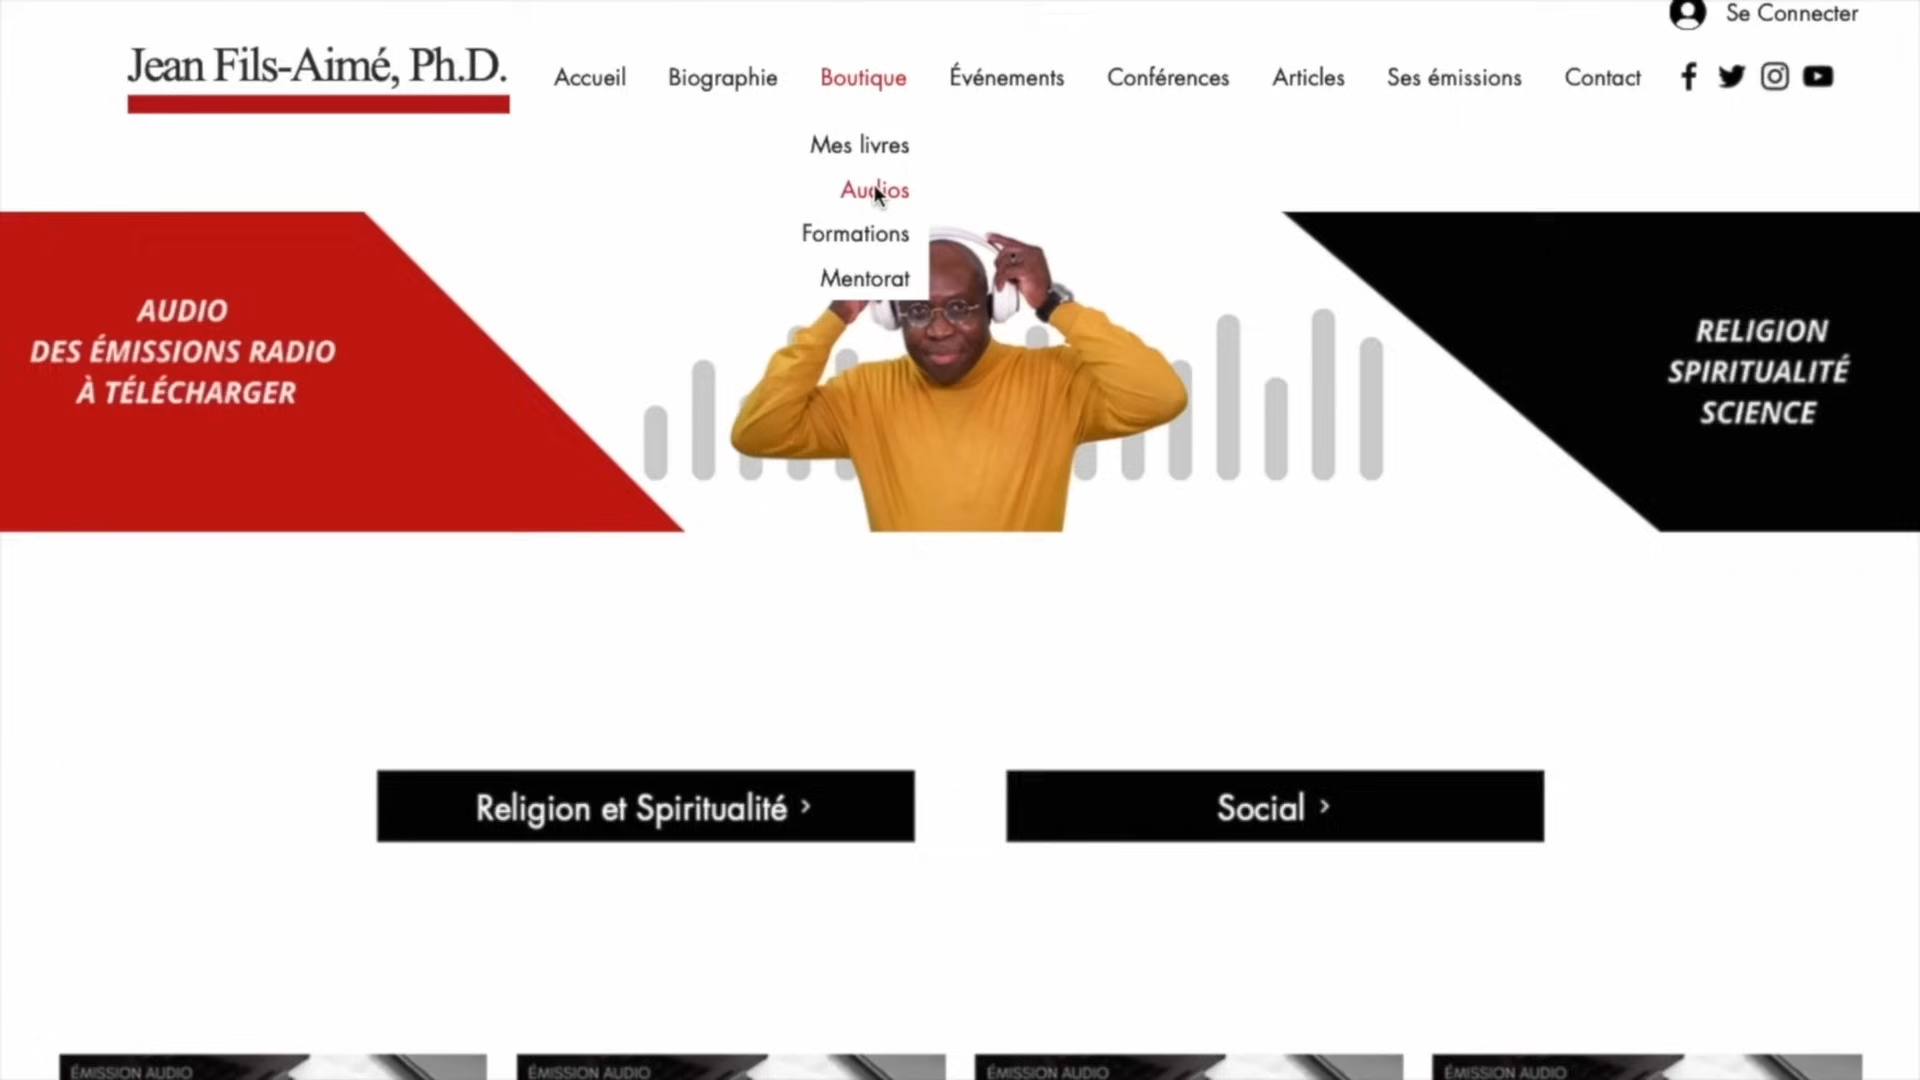 Se Connecter
Jean Fils-Aimé, Ph.D.
Accueil Biographie Boutique Événements Conférences Articles Ses émissions Contact
Mes livres
Audios
Formations
Mentorat
AUDIO
DES ÉMISSIONS RADIO
À TÉLÉCHARGER
RELIGION
SPIRITUALITÉ
SCIENCE
Religion et Spiritualité >
Social >
ÉMISSION AUDIO
ÉMISSION AUDIO
ÉMISSION AUDIO
ÉMISSION AUDIO